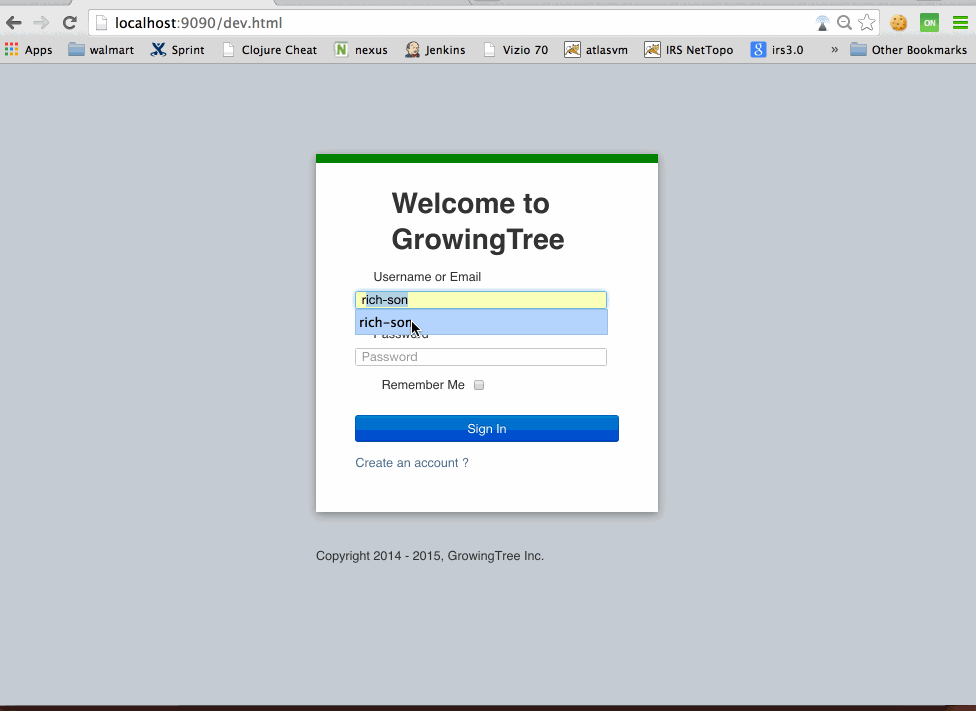 localhost:9090/dev.html
ON
Apps walmart Sprint Clojure Cheat N nexus Jenkins Vizio 70 atlasvm IRS NetTopo 8 irs3.0 » Other Bookmarks
Welcome to
GrowingTree
Username or Email
rich-son
rich-son
Password
Password
Remember Me
Sign In
Create an account ?
Copyright 2014 - 2015, GrowingTree Inc.